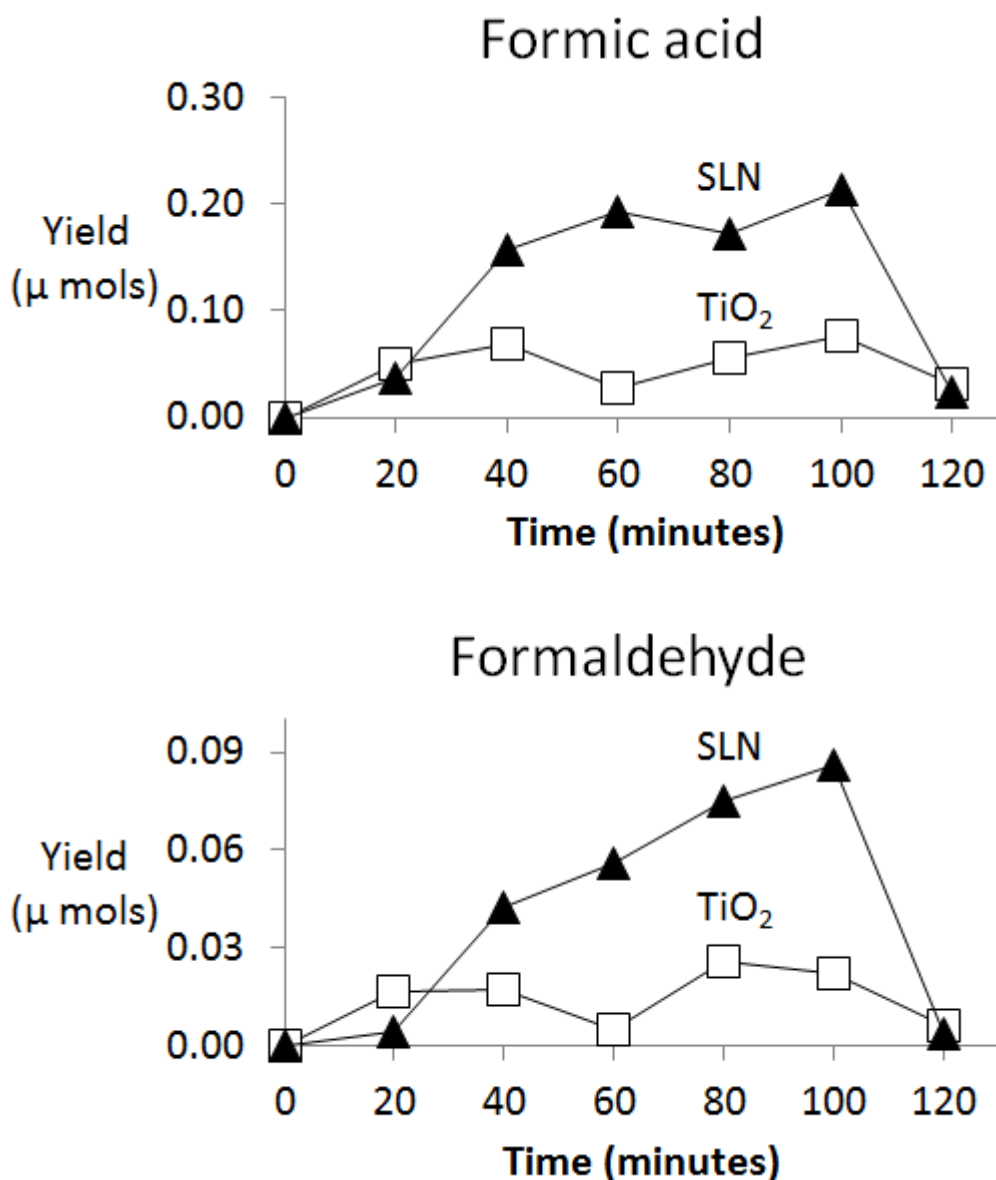 Formic acid
0.30
0.20
0.10
0.00
Yield
(μ mols)
SLN
TiO₂
0 20 40 60 80 100 120
Time (minutes)
Formaldehyde
0.09
0.06
0.03
0.00
Yield
(μ mols)
SLN
TiO₂
0 20 40 60 80 100 120
Time (minutes)